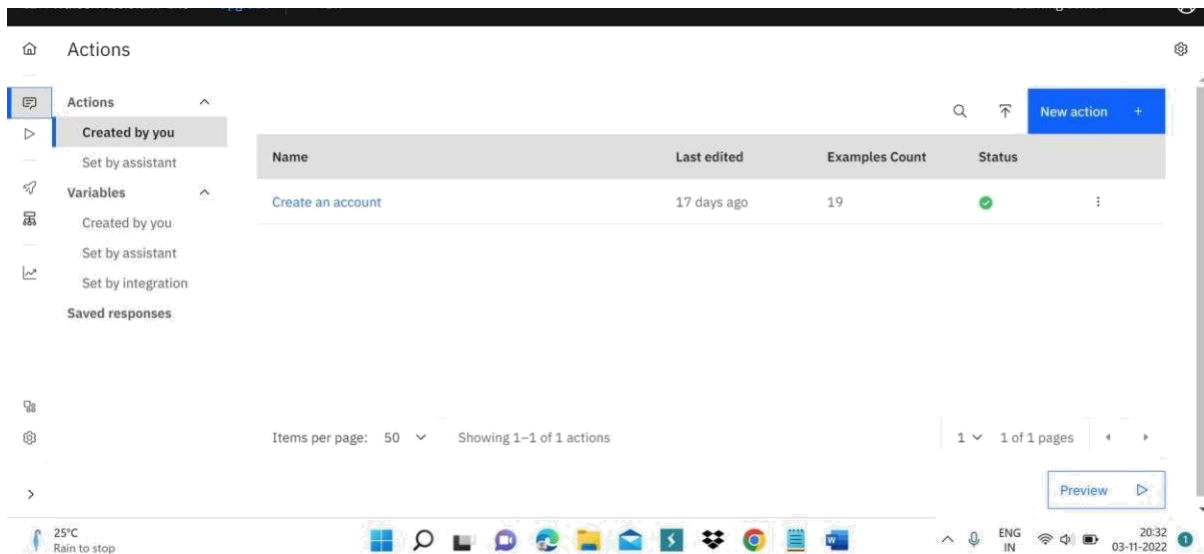 Actions
Actions
Created by you
Set by assistant
Variables
Created by you
Set by assistant
Set by integration
Saved responses
New action +
Name Last edited Examples Count Status
Create an account 17 days ago 19
Items per page: 50 Showing 1–1 of 1 actions 1 1 of 1 pages
Preview
25°C
Rain to stop
ENG
IN
20:32
03-11-2022
1